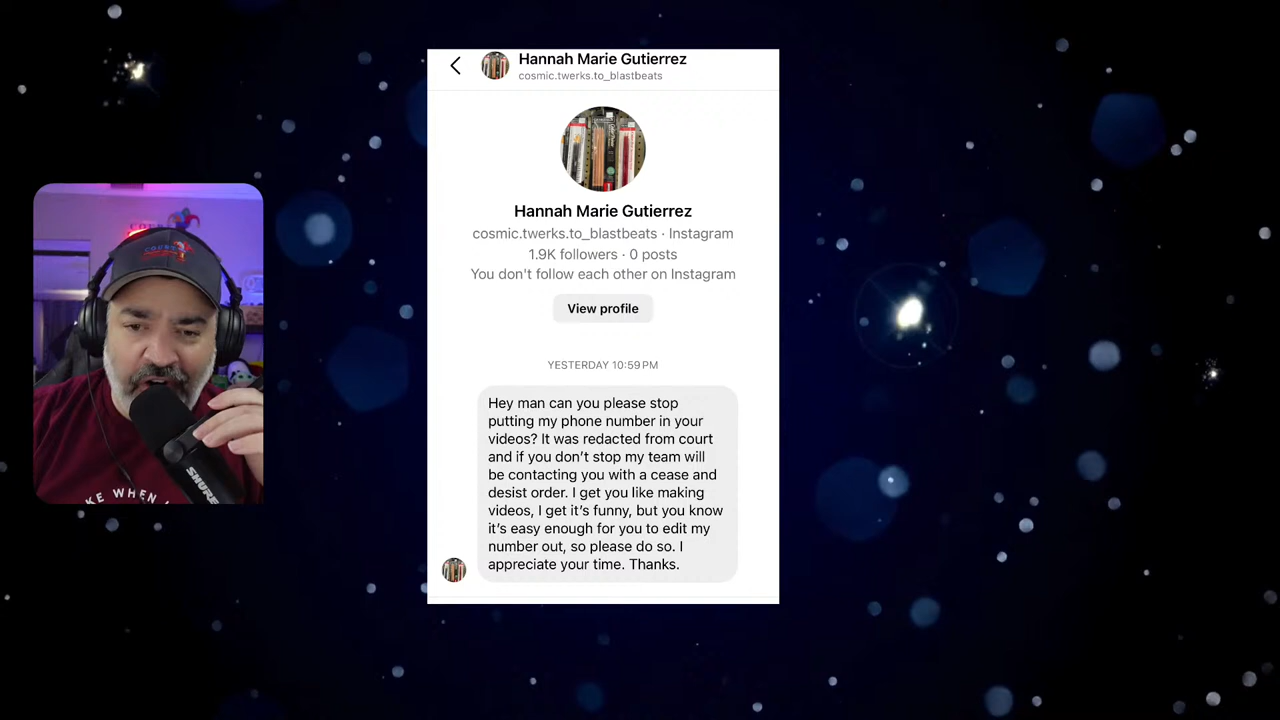 Hannah Marie Gutierrez
cosmic.twerks.to_blastbeats
Hannah Marie Gutierrez
cosmic.twerks.to_blastbeats · Instagram
1.9K followers · 0 posts
You don't follow each other on Instagram
View profile
YESTERDAY 10:59 PM
Hey man can you please stop
putting my phone number in your
videos? It was redacted from court
and if you don’t stop my team will
be contacting you with a cease and
desist order. I get you like making
videos, I get it’s funny, but you know
it’s easy enough for you to edit my
number out, so please do so. I
appreciate your time. Thanks.
SHURE
KE WHEN